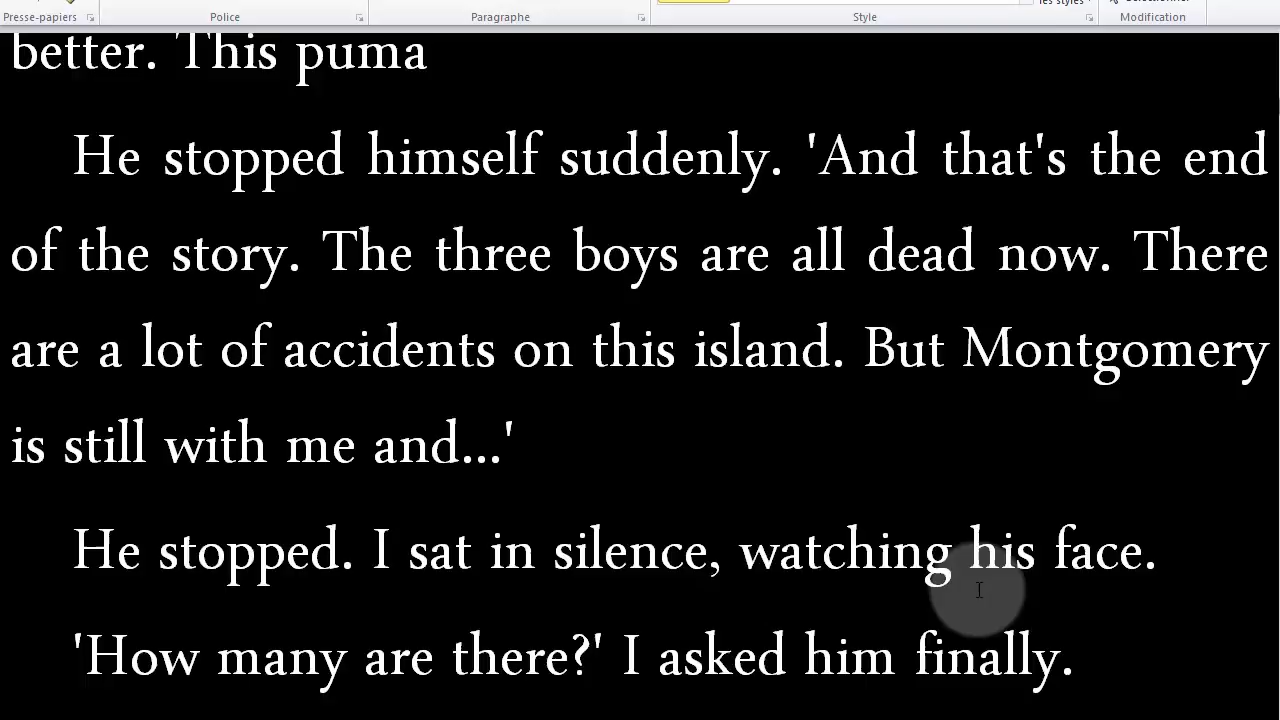 les styles
Sélectionner
Presse-papiers
Police
Paragraphe
Style
Modification
better. This puma
He stopped himself suddenly. 'And that's the end
of the story. The three boys are all dead now. There
are a lot of accidents on this island. But Montgomery
is still with me and...'
He stopped. I sat in silence, watching his face.
'How many are there?' I asked him finally.